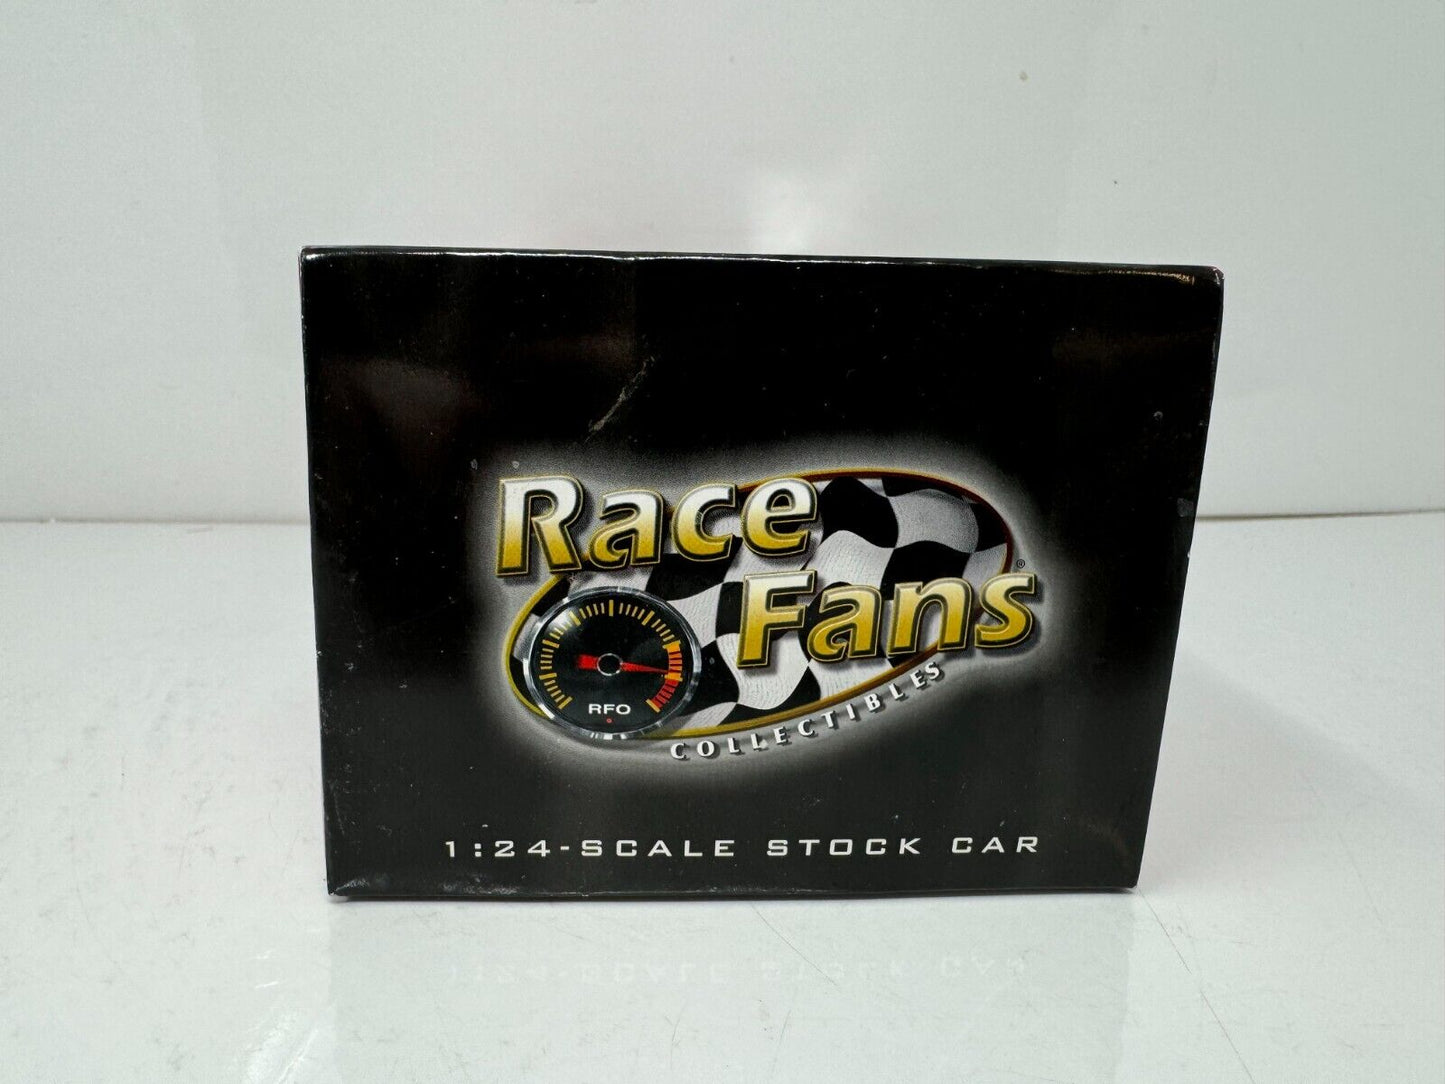 Race
Fans®
RFO
COLLECTIBLES
1:24-SCALE STOCK CAR